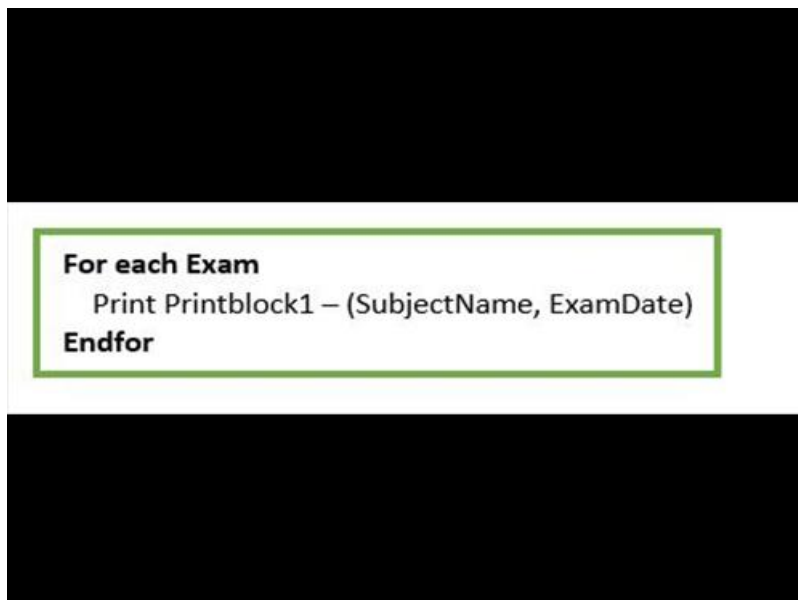 For each Exam
Print Printblock1 – (SubjectName, ExamDate)
Endfor